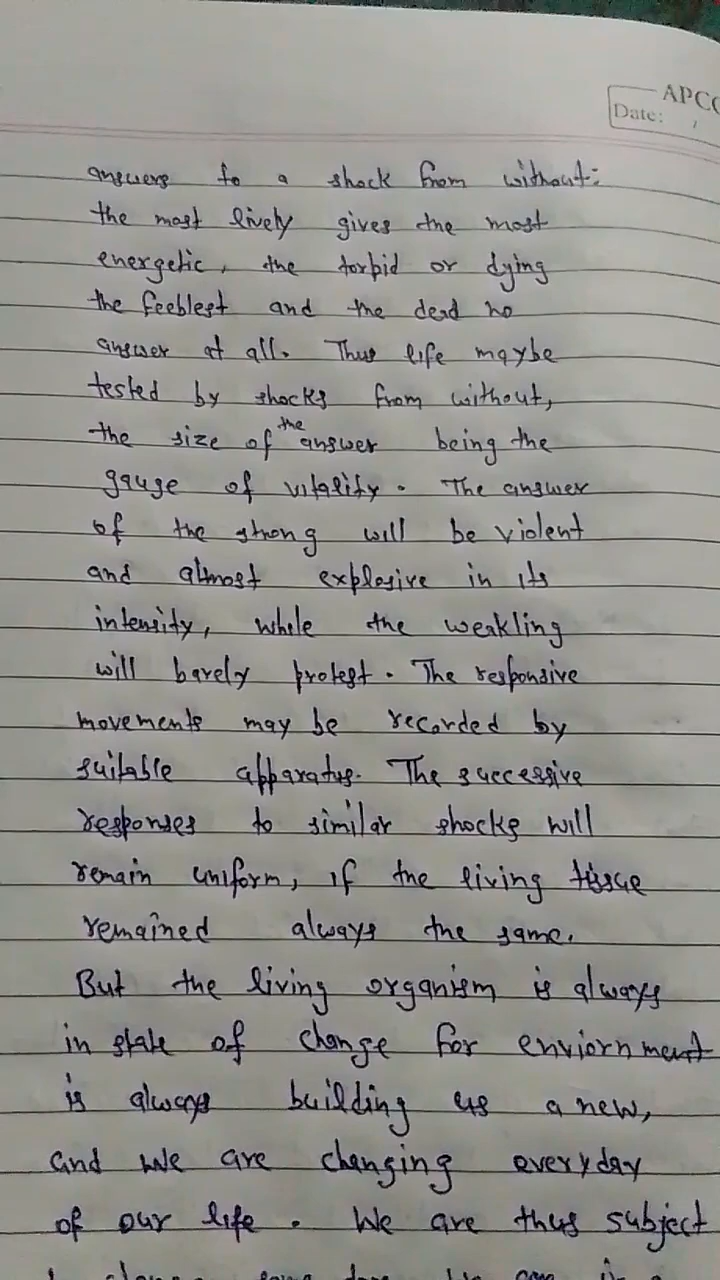 APCO
Date:
answers to a shock from without:
the most lively gives the most
energetic, the torpid or dying
the feeblest and the dead no
answer at all. Thus life maybe
tested by shocks from without,
the size of the answer being the
gauge of vitality. The answer
of the strong will be violent
and almost explosive in its
intensity, while the weakling
will barely protest. The responsive
movements may be recorded by
suitable apparatus. The successive
responses to similar shocks will
remain uniform, if the living tissue
remained always the same.
But the living organism is always
in state of change for enviornment
is always building us a new,
and we are changing everyday
of our life. We are thus subject